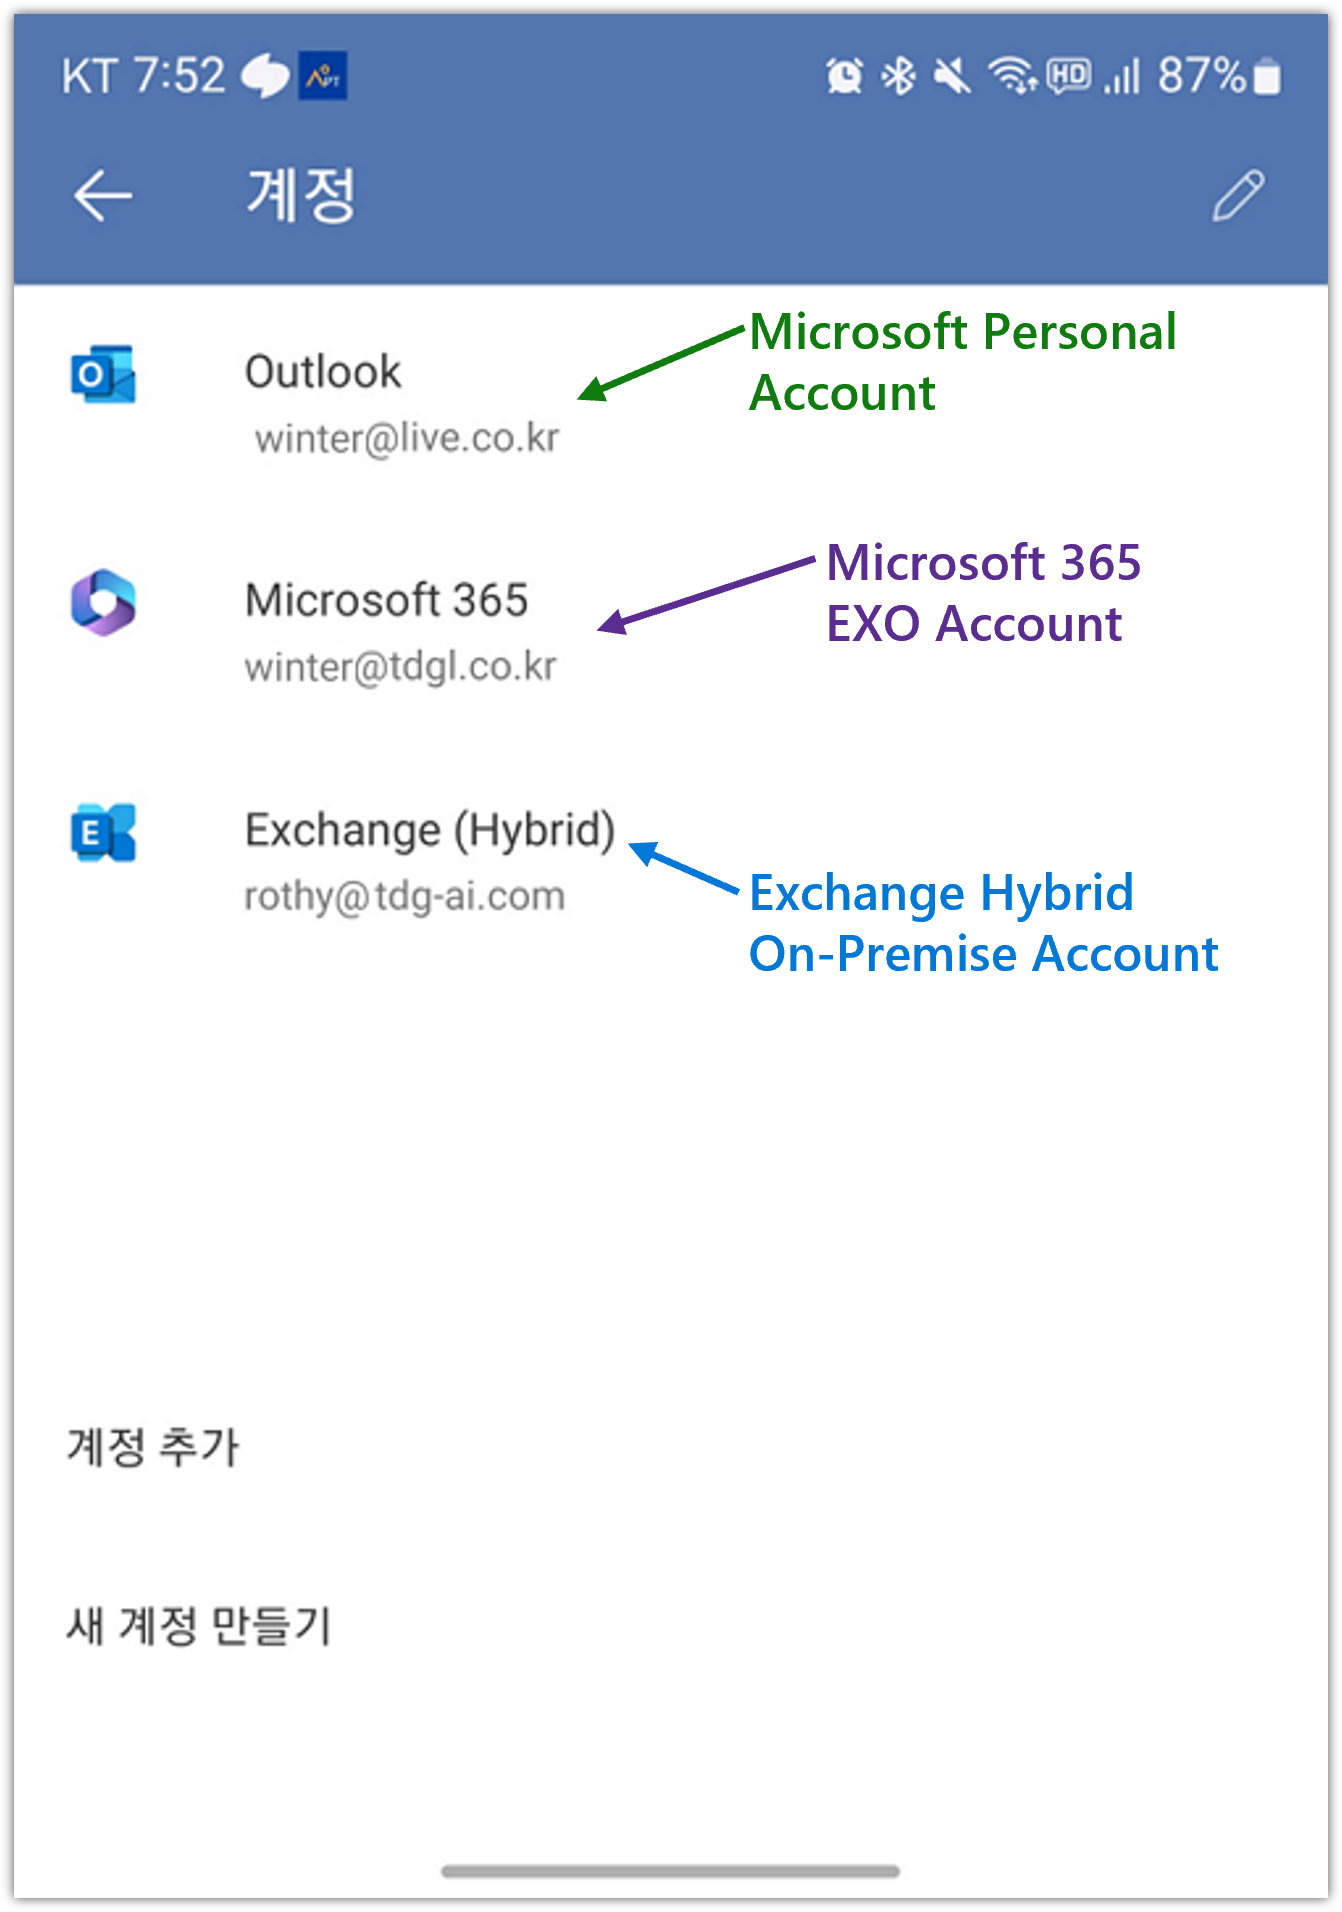 KT 7:52
HD 87%
계정
Outlook
winter@live.co.kr
Microsoft Personal
Account
Microsoft 365
winter@tdgl.co.kr
Microsoft 365
EXO Account
Exchange (Hybrid)
rothy@tdg-ai.com
Exchange Hybrid
On-Premise Account
계정 추가
새 계정 만들기